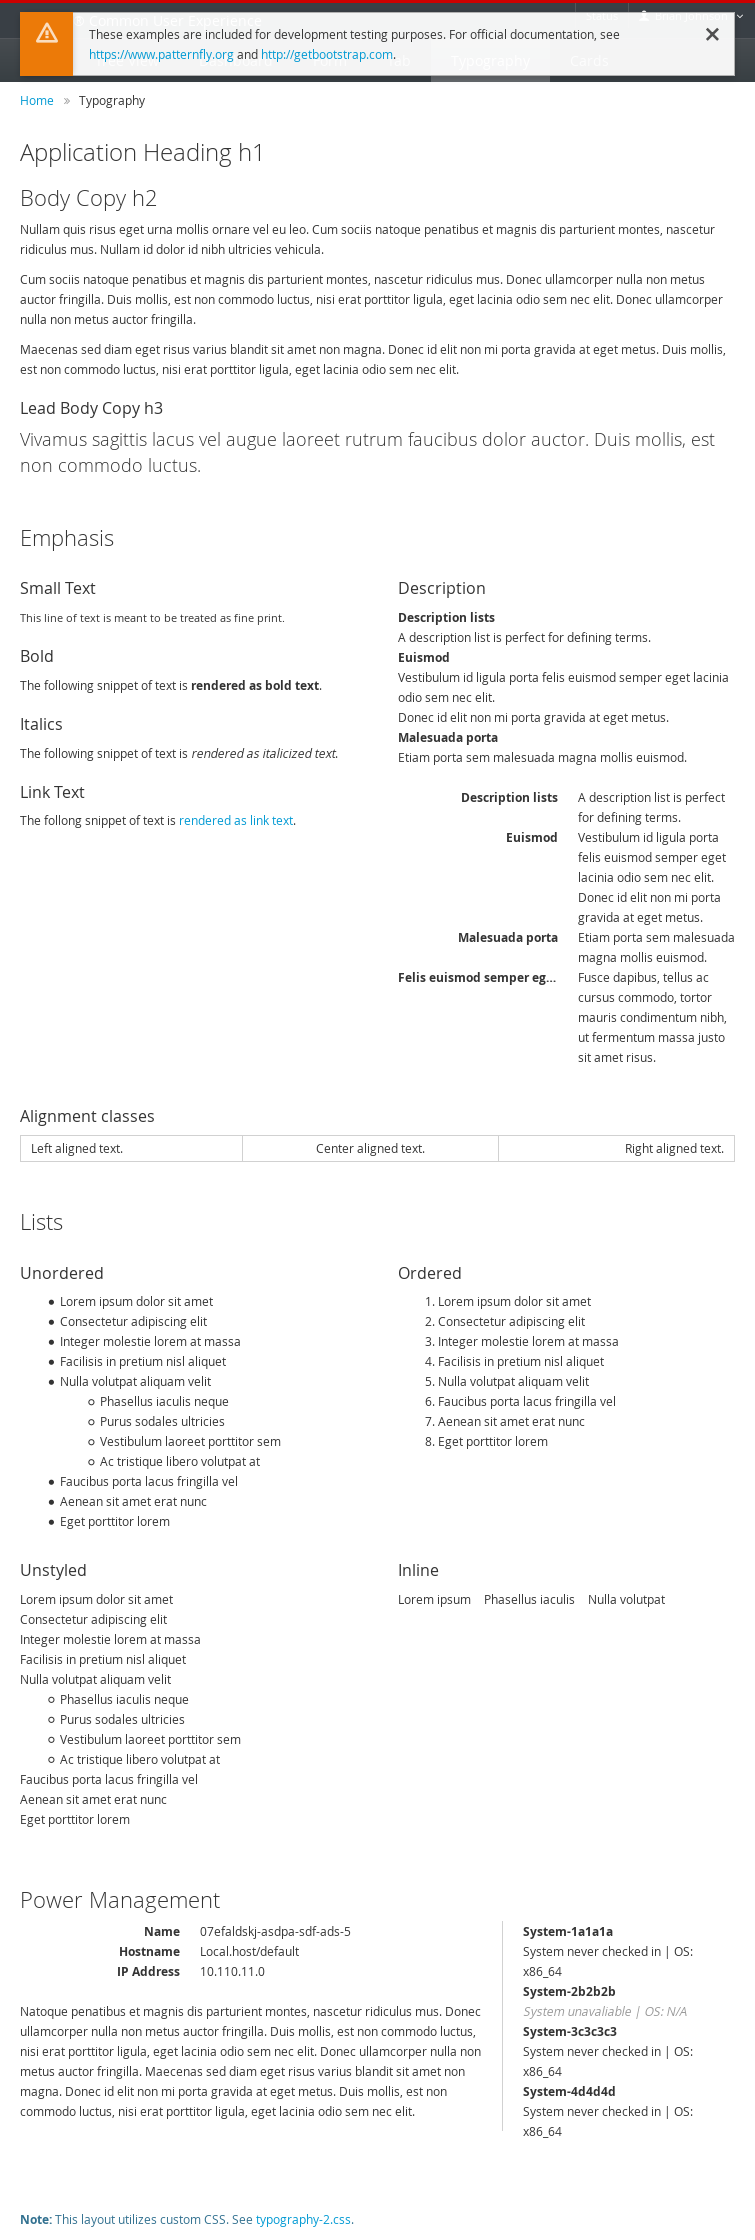 Common User Experience
Status
These examples are included for development testing purposes. For official documentation, see
https://www.patternfly.org and http://getbootstrap.com.
Typography
Cards
Home » Typography
Application Heading h1
Body Copy h2
Nullam quis risus eget urna mollis ornare vel eu leo. Cum sociis natoque penatibus et magnis dis parturient montes, nascetur
ridiculus mus. Nullam id dolor id nibh ultricies vehicula.
Cum sociis natoque penatibus et magnis dis parturient montes, nascetur ridiculus mus. Donec ullamcorper nulla non metus
auctor fringilla. Duis mollis, est non commodo luctus, nisi erat porttitor ligula, eget lacinia odio sem nec elit. Donec ullamcorper
nulla non metus auctor fringilla.
Maecenas sed diam eget risus varius blandit sit amet non magna. Donec id elit non mi porta gravida at eget metus. Duis mollis,
est non commodo luctus, nisi erat porttitor ligula, eget lacinia odio sem nec elit.
Lead Body Copy h3
Vivamus sagittis lacus vel augue laoreet rutrum faucibus dolor auctor. Duis mollis, est
non commodo luctus.
Emphasis
Small Text
This line of text is meant to be treated as fine print.
Bold
The following snippet of text is rendered as bold text.
Italics
The following snippet of text is rendered as italicized text.
Link Text
The follong snippet of text is rendered as link text.
Description
Description lists
A description list is perfect for defining terms.
Euismod
Vestibulum id ligula porta felis euismod semper eget lacinia
odio sem nec elit.
Donec id elit non mi porta gravida at eget metus.
Malesuada porta
Etiam porta sem malesuada magna mollis euismod.
Description lists A description list is perfect
for defining terms.
Euismod Vestibulum id ligula porta
felis euismod semper eget
lacinia odio sem nec elit.
Donec id elit non mi porta
gravida at eget metus.
Malesuada porta Etiam porta sem malesuada
magna mollis euismod.
Felis euismod semper eg... Fusce dapibus, tellus ac
cursus commodo, tortor
mauris condimentum nibh,
ut fermentum massa justo
sit amet risus.
Alignment classes
Left aligned text. Center aligned text. Right aligned text.
Lists
Unordered
• Lorem ipsum dolor sit amet
• Consectetur adipiscing elit
• Integer molestie lorem at massa
• Facilisis in pretium nisl aliquet
• Nulla volutpat aliquam velit
○ Phasellus iaculis neque
○ Purus sodales ultricies
○ Vestibulum laoreet porttitor sem
○ Ac tristique libero volutpat at
• Faucibus porta lacus fringilla vel
• Aenean sit amet erat nunc
• Eget porttitor lorem
Ordered
1. Lorem ipsum dolor sit amet
2. Consectetur adipiscing elit
3. Integer molestie lorem at massa
4. Facilisis in pretium nisl aliquet
5. Nulla volutpat aliquam velit
6. Faucibus porta lacus fringilla vel
7. Aenean sit amet erat nunc
8. Eget porttitor lorem
Unstyled
Lorem ipsum dolor sit amet
Consectetur adipiscing elit
Integer molestie lorem at massa
Facilisis in pretium nisl aliquet
Nulla volutpat aliquam velit
○ Phasellus iaculis neque
○ Purus sodales ultricies
○ Vestibulum laoreet porttitor sem
○ Ac tristique libero volutpat at
Faucibus porta lacus fringilla vel
Aenean sit amet erat nunc
Eget porttitor lorem
Inline
Lorem ipsum Phasellus iaculis Nulla volutpat
Power Management
Name 07efaldskj-asdpa-sdf-ads-5
Hostname Local.host/default
IP Address 10.110.11.0
Natoque penatibus et magnis dis parturient montes, nascetur ridiculus mus. Donec
ullamcorper nulla non metus auctor fringilla. Duis mollis, est non commodo luctus,
nisi erat porttitor ligula, eget lacinia odio sem nec elit. Donec ullamcorper nulla non
metus auctor fringilla. Maecenas sed diam eget risus varius blandit sit amet non
magna. Donec id elit non mi porta gravida at eget metus. Duis mollis, est non
commodo luctus, nisi erat porttitor ligula, eget lacinia odio sem nec elit.
System-1a1a1a
System never checked in | OS:
x86_64
System-2b2b2b
System unavaliable | OS: N/A
System-3c3c3c3
System never checked in | OS:
x86_64
System-4d4d4d
System never checked in | OS:
x86_64
Note: This layout utilizes custom CSS. See typography-2.css.